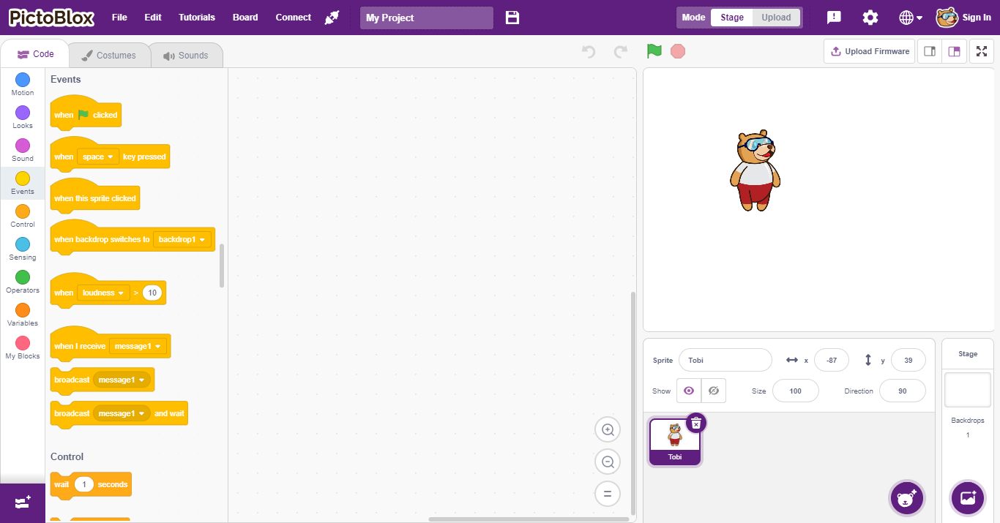 PictoBlox File Edit Tutorials Board Connect My Project Mode Stage Upload Sign In
Code Costumes Sounds Upload Firmware
Motion
Looks
Sound
Events
Control
Sensing
Operators
Variables
My Blocks
Events
when clicked
when space key pressed
when this sprite clicked
when backdrop switches to backdrop1
when loudness > 10
when I receive message1
broadcast message1
broadcast message1 and wait
Control
wait 1 seconds
Sprite Tobi x -87 y 39
Show Size 100 Direction 90
Tobi
Stage
Backdrops
1